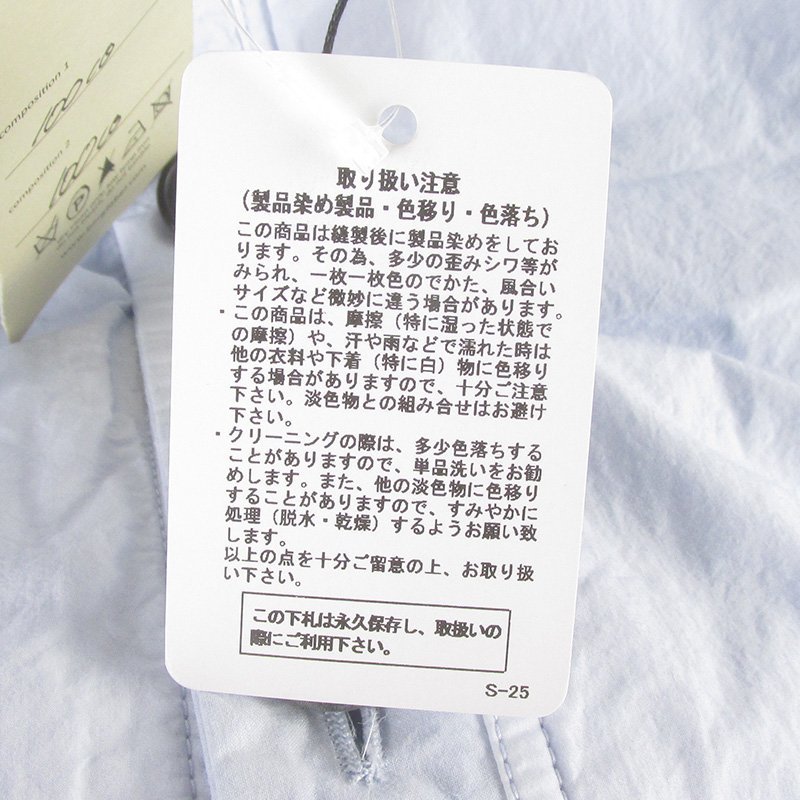 composition 1
composition 2
取り扱い注意
（製品染め製品・色移り・色落ち）
この商品は縫製後に製品染めをしてお
ります。その為、多少の歪みシワ等が
みられ、一枚一枚色のでかた、風合い
サイズなど微妙に違う場合があります。
・この商品は、摩擦（特に湿った状態で
の摩擦）や、汗や雨などで濡れた時は
他の衣料や下着（特に白）物に色移り
する場合がありますので、十分ご注意
下さい。淡色物との組み合せはお避け
下さい。
・クリーニングの際は、多少色落ちする
ことがありますので、単品洗いをお勧
めします。また、他の淡色物に色移り
することがありますので、すみやかに
処理（脱水・乾燥）するようお願い致
します。
以上の点を十分ご留意の上、お取り扱
い下さい。
この下札は永久保存し、取扱いの
際にご利用下さい。
S-25